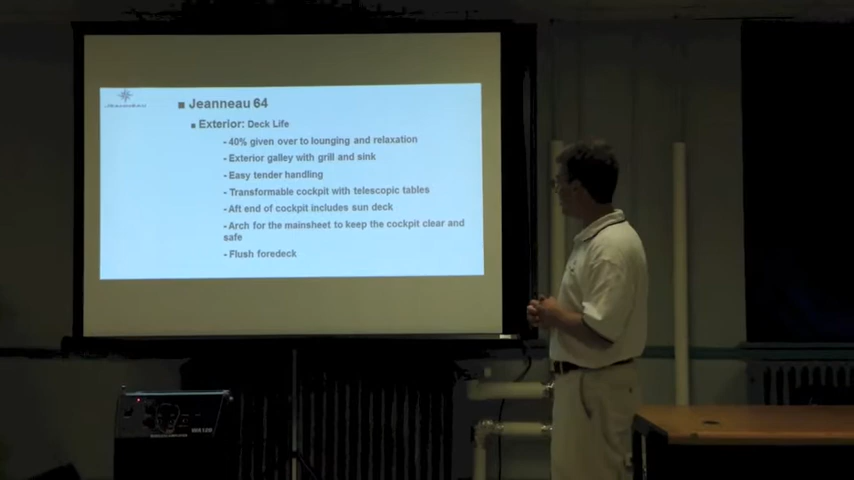 Jeanneau 64
Exterior: Deck Life
- 40% given over to lounging and relaxation
- Exterior galley with grill and sink
- Easy tender handling
- Transformable cockpit with telescopic tables
- Aft end of cockpit includes sun deck
- Arch for the mainsheet to keep the cockpit clear and
safe
- Flush foredeck